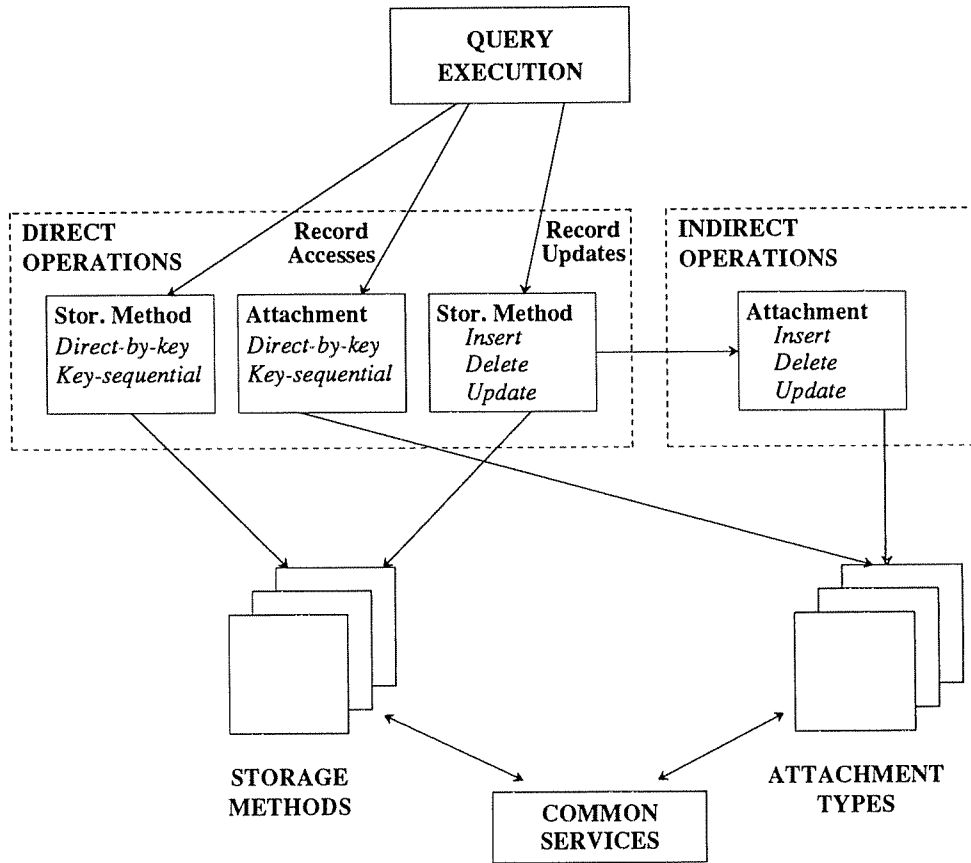 QUERY
EXECUTION
DIRECT
OPERATIONS
Record
Accesses
Record
Updates
INDIRECT
OPERATIONS
Stor. Method
Direct-by-key
Key-sequential
Attachment
Direct-by-key
Key-sequential
Stor. Method
Insert
Delete
Update
Attachment
Insert
Delete
Update
STORAGE
METHODS
ATTACHMENT
TYPES
COMMON
SERVICES